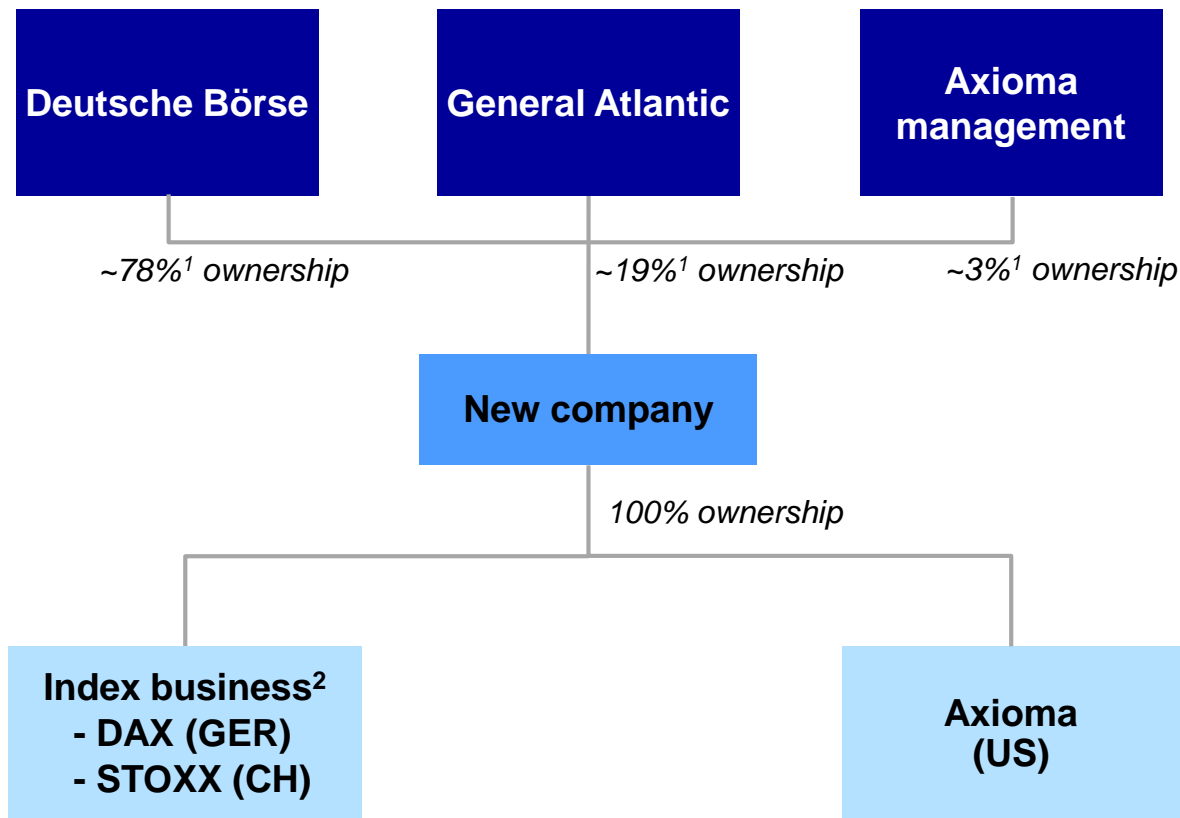 Deutsche Börse
General Atlantic
Axioma
management
~78%¹ ownership
~19%¹ ownership
~3%¹ ownership
New company
100% ownership
Index business²
- DAX (GER)
- STOXX (CH)
Axioma
(US)